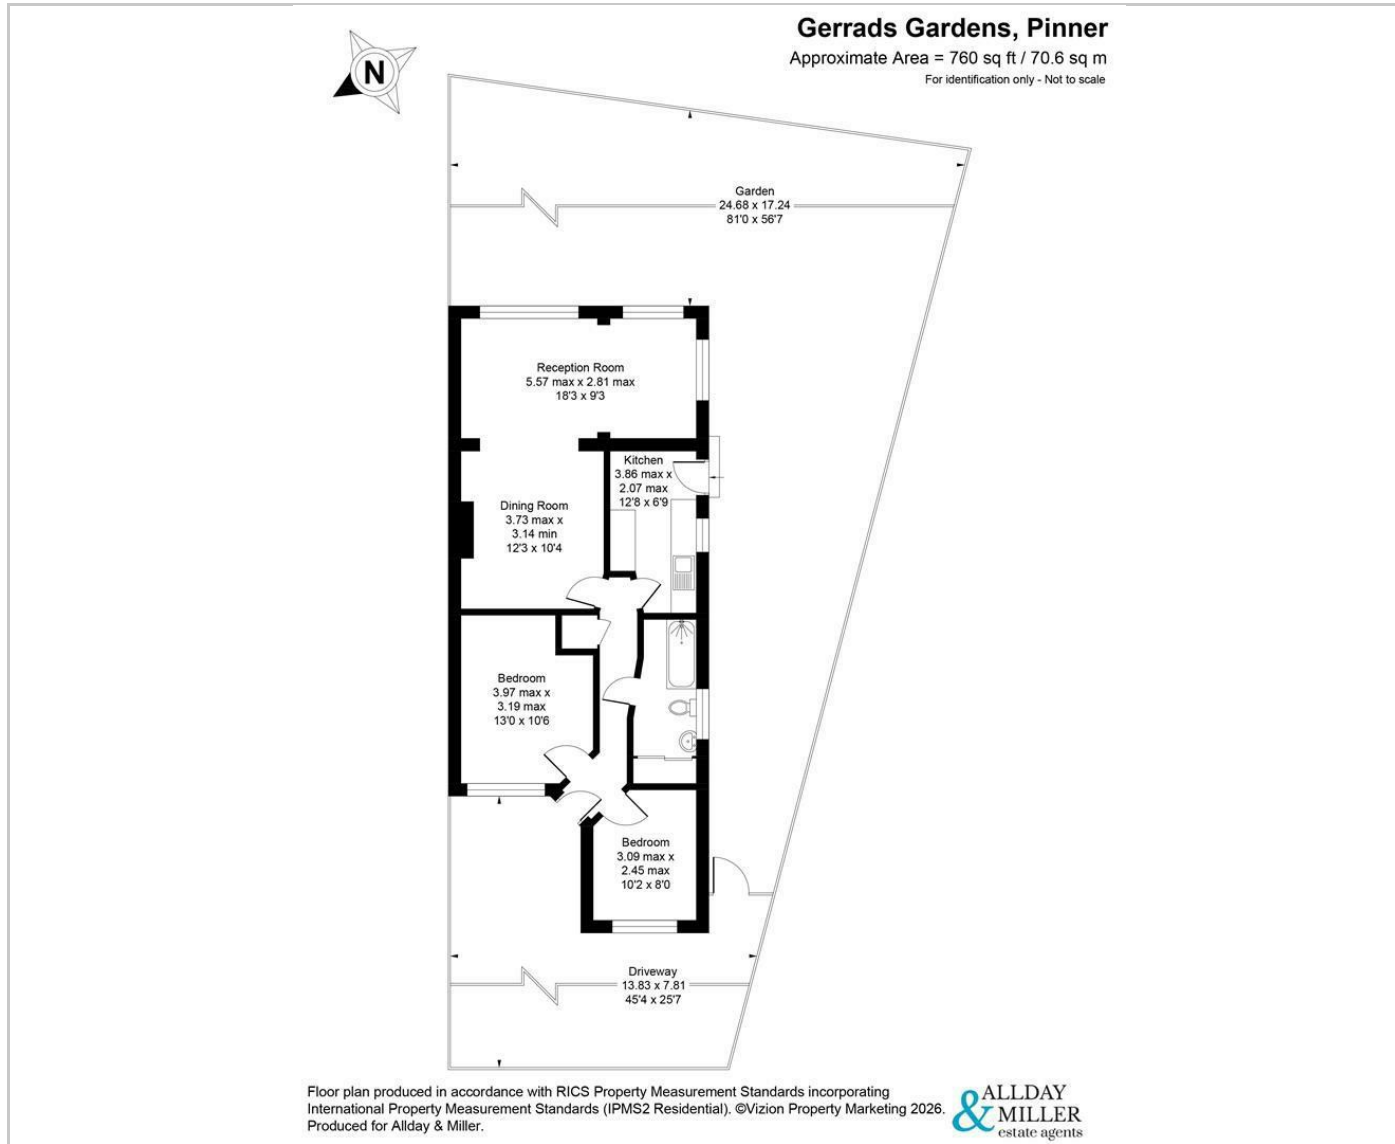 Gerrads Gardens, Pinner
Approximate Area = 760 sq ft / 70.6 sq m
For identification only - Not to scale
N
Garden
24.68 x 17.24
81'0 x 56'7
Reception Room
5.57 max x 2.81 max
18'3 x 9'3
Kitchen
3.86 max x
2.07 max
12'8 x 6'9
Dining Room
3.73 max x
3.14 min
12'3 x 10'4
Bedroom
3.97 max x
3.19 max
13'0 x 10'6
Bedroom
3.09 max x
2.45 max
10'2 x 8'0
Driveway
13.83 x 7.81
45'4 x 25'7
Floor plan produced in accordance with RICS Property Measurement Standards incorporating
International Property Measurement Standards (IPMS2 Residential). ©Vizion Property Marketing 2026.
Produced for Allday & Miller.
ALLDAY
& MILLER
estate agents